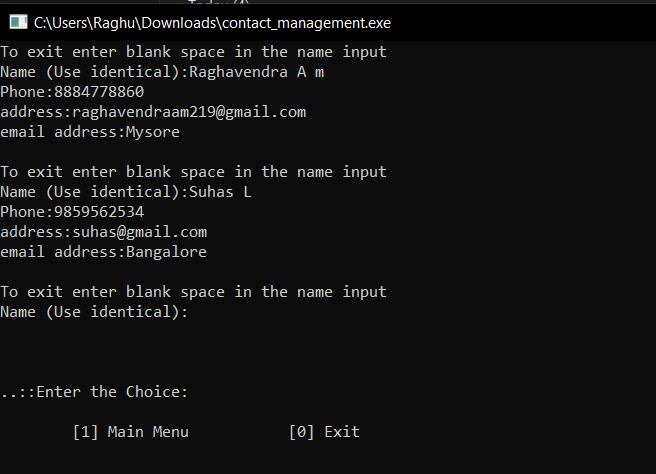 C:\Users\Raghu\Downloads\contact_management.exe
To exit enter blank space in the name input
Name (Use identical):Raghavendra A m
Phone:8884778860
address:raghavendraam219@gmail.com
email address:Mysore
To exit enter blank space in the name input
Name (Use identical):Suhas L
Phone:9859562534
address:suhas@gmail.com
email address:Bangalore
To exit enter blank space in the name input
Name (Use identical):
..::Enter the Choice:
[1] Main Menu [0] Exit